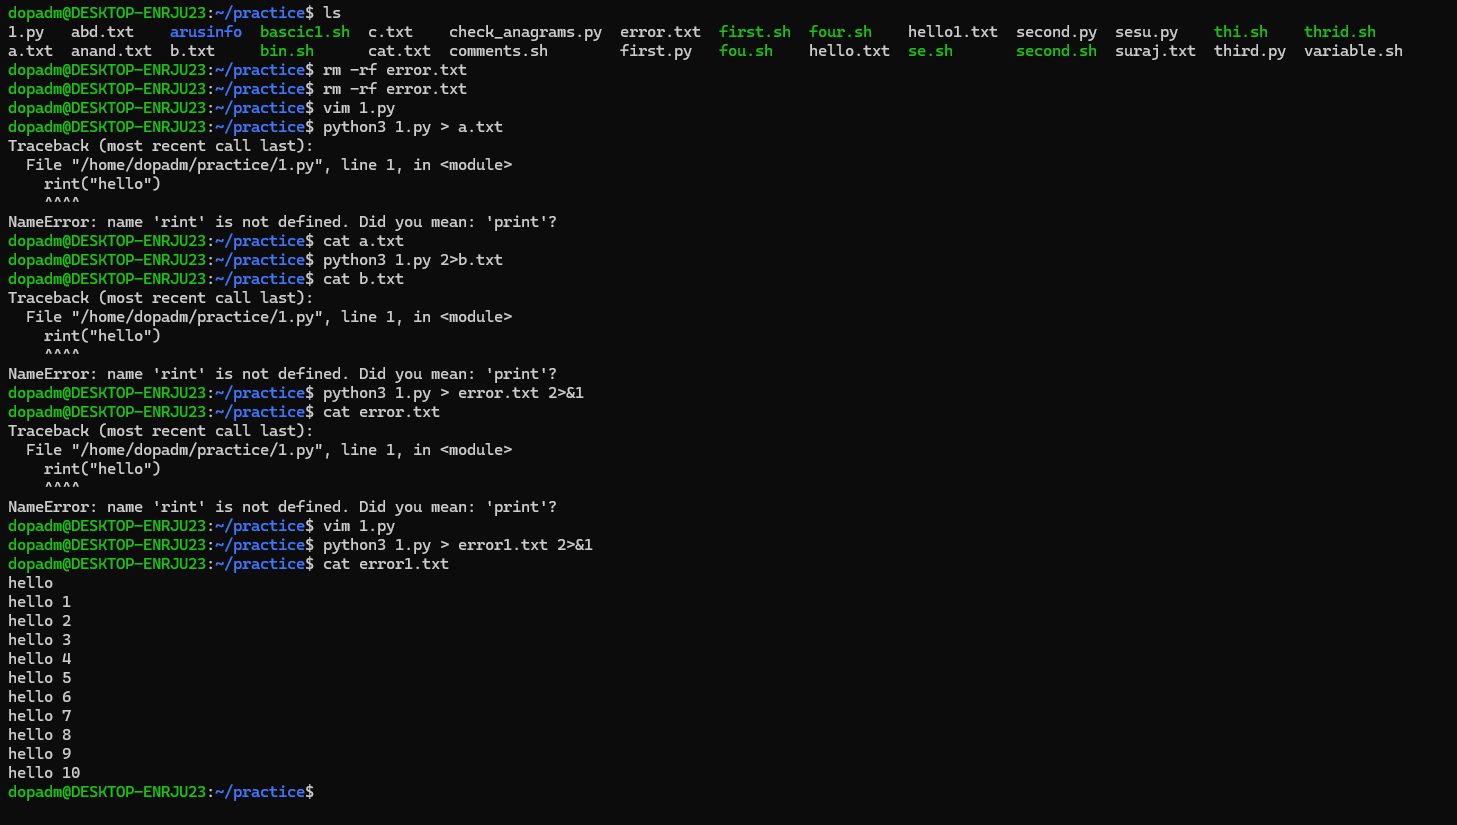 dopadm@DESKTOP-ENRJU23:~/practice$ ls
1.py   abd.txt    arusinfo  bascic1.sh  c.txt    check_anagrams.py  error.txt  first.sh  four.sh   hello1.txt  second.py  sesu.py    thi.sh    thrid.sh
a.txt  anand.txt  b.txt     bin.sh      cat.txt  comments.sh        first.py   fou.sh    hello.txt  se.sh       second.sh  suraj.txt  third.py  variable.sh
dopadm@DESKTOP-ENRJU23:~/practice$ rm -rf error.txt
dopadm@DESKTOP-ENRJU23:~/practice$ rm -rf error.txt
dopadm@DESKTOP-ENRJU23:~/practice$ vim 1.py
dopadm@DESKTOP-ENRJU23:~/practice$ python3 1.py > a.txt
Traceback (most recent call last):
  File "/home/dopadm/practice/1.py", line 1, in <module>
    rint("hello")
    ^^^^
NameError: name 'rint' is not defined. Did you mean: 'print'?
dopadm@DESKTOP-ENRJU23:~/practice$ cat a.txt
dopadm@DESKTOP-ENRJU23:~/practice$ python3 1.py 2>b.txt
dopadm@DESKTOP-ENRJU23:~/practice$ cat b.txt
Traceback (most recent call last):
  File "/home/dopadm/practice/1.py", line 1, in <module>
    rint("hello")
    ^^^^
NameError: name 'rint' is not defined. Did you mean: 'print'?
dopadm@DESKTOP-ENRJU23:~/practice$ python3 1.py > error.txt 2>&1
dopadm@DESKTOP-ENRJU23:~/practice$ cat error.txt
Traceback (most recent call last):
  File "/home/dopadm/practice/1.py", line 1, in <module>
    rint("hello")
    ^^^^
NameError: name 'rint' is not defined. Did you mean: 'print'?
dopadm@DESKTOP-ENRJU23:~/practice$ vim 1.py
dopadm@DESKTOP-ENRJU23:~/practice$ python3 1.py > error1.txt 2>&1
dopadm@DESKTOP-ENRJU23:~/practice$ cat error1.txt
hello
hello 1
hello 2
hello 3
hello 4
hello 5
hello 6
hello 7
hello 8
hello 9
hello 10
dopadm@DESKTOP-ENRJU23:~/practice$